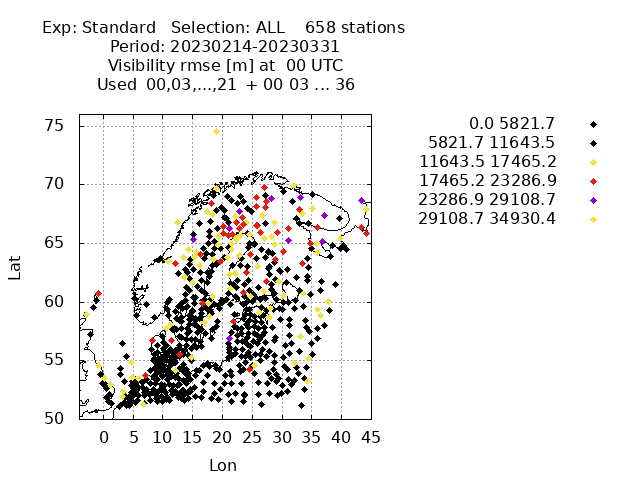 Exp: Standard   Selection: ALL    658 stations
Period: 20230214-20230331
Visibility rmse [m] at  00 UTC
Used  00,03,...,21  + 00 03 ... 36
0.0 5821.7
5821.7 11643.5
11643.5 17465.2
17465.2 23286.9
23286.9 29108.7
29108.7 34930.4
75
70
65
60
55
50
Lat
0 5 10 15 20 25 30 35 40 45
Lon